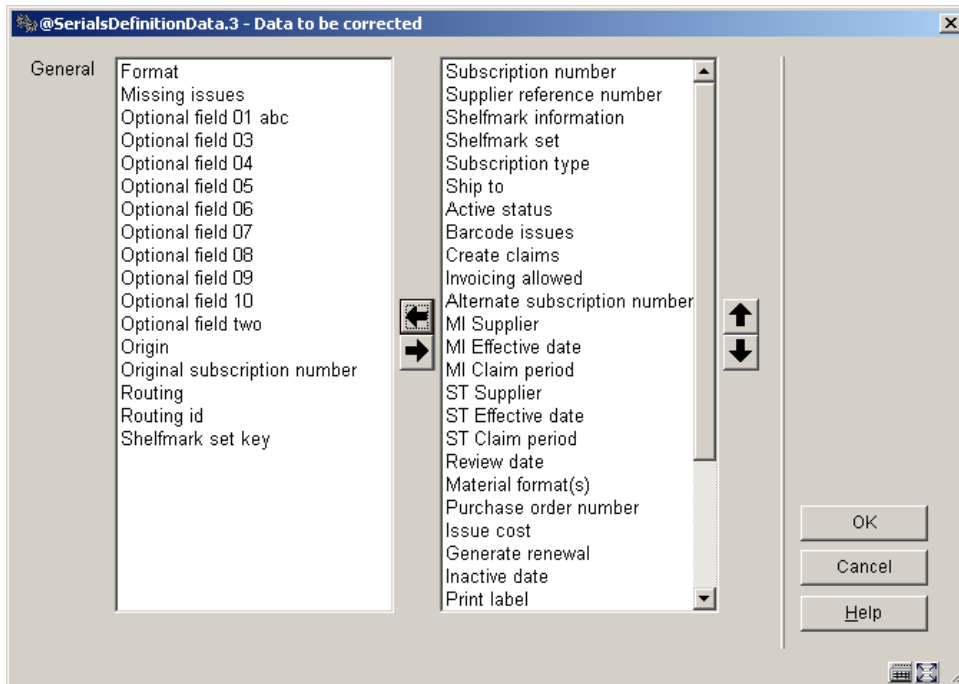 @SerialsDefinitionData.3 - Data to be corrected
General
Format
Missing issues
Optional field 01 abc
Optional field 03
Optional field 04
Optional field 05
Optional field 06
Optional field 07
Optional field 08
Optional field 09
Optional field 10
Optional field two
Origin
Original subscription number
Routing
Routing id
Shelfmark set key
Subscription number
Supplier reference number
Shelfmark information
Shelfmark set
Subscription type
Ship to
Active status
Barcode issues
Create claims
Invoicing allowed
Alternate subscription number
MI Supplier
MI Effective date
MI Claim period
ST Supplier
ST Effective date
ST Claim period
Review date
Material format(s)
Purchase order number
Issue cost
Generate renewal
Inactive date
Print label
OK
Cancel
Help